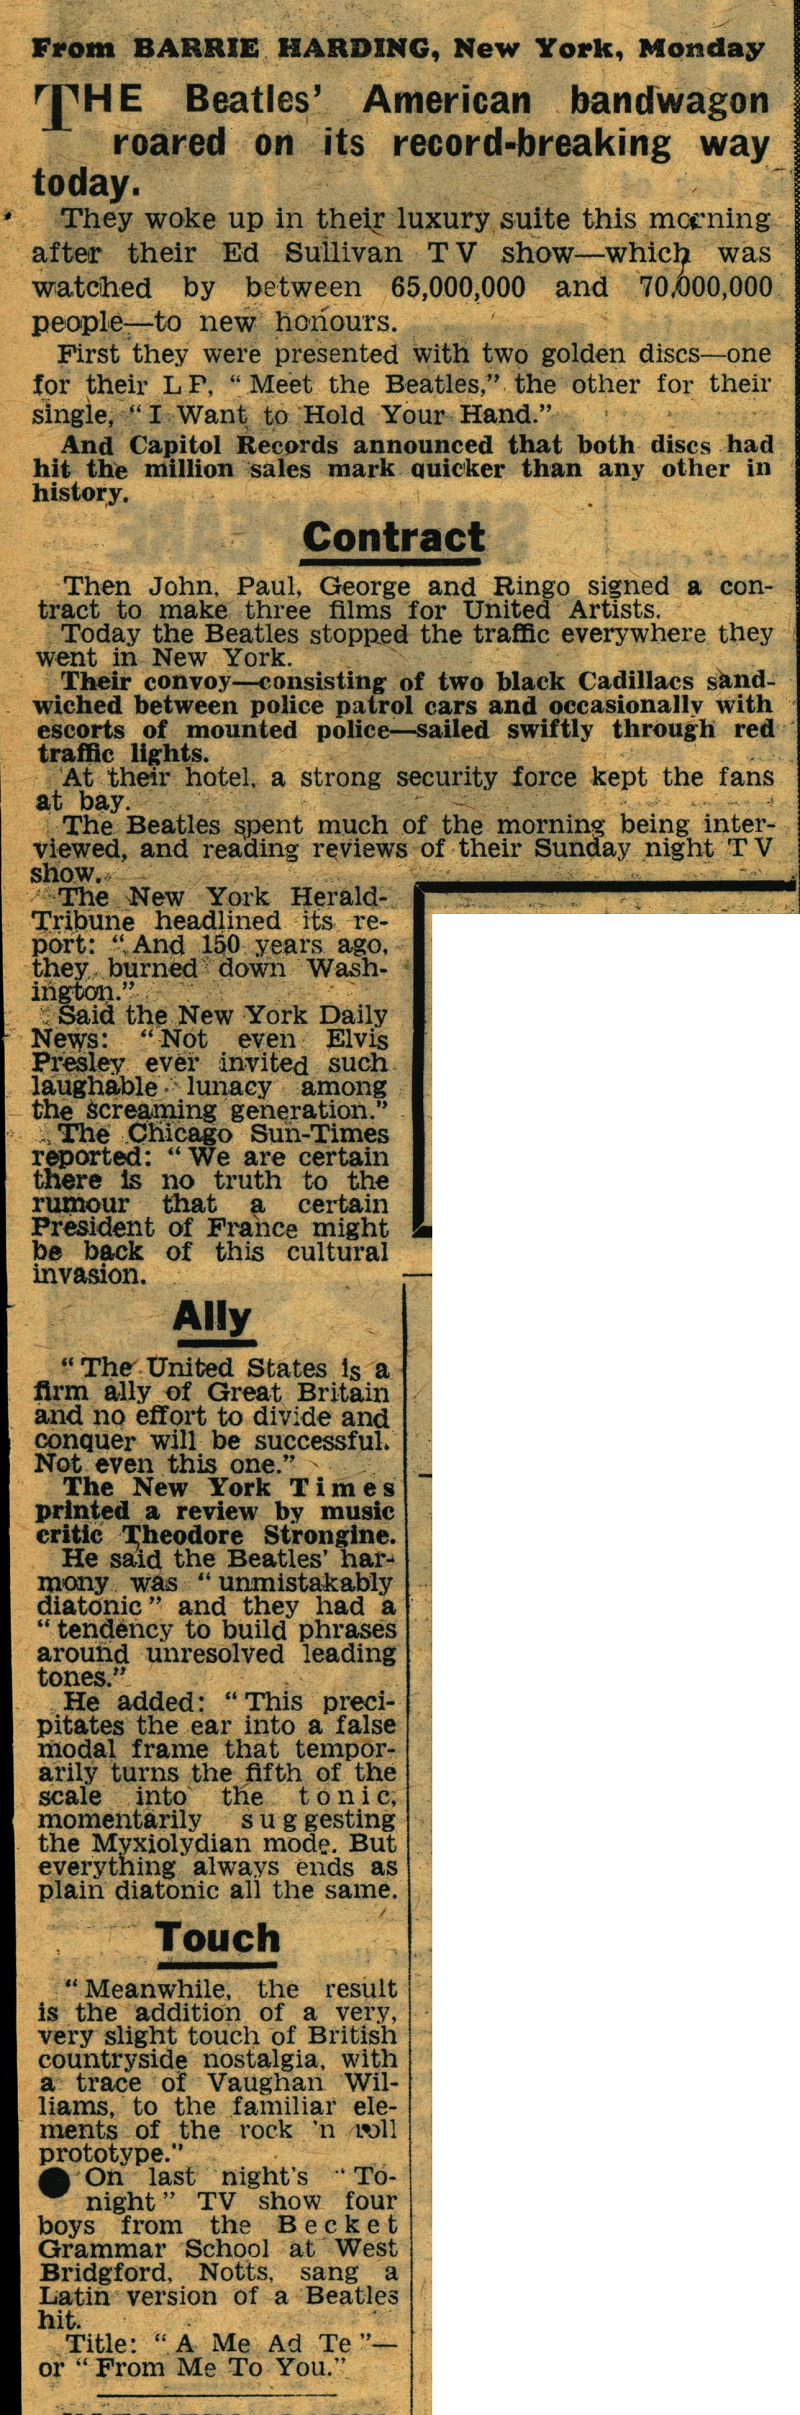 From BARRIE HARDING, New York, Monday
THE Beatles' American bandwagon
roared on its record-breaking way
today.
They woke up in their luxury suite this morning
after their Ed Sullivan TV show—which was
watched by between 65,000,000 and 70,000,000
people—to new honours.
First they were presented with two golden discs—one
for their LP, "Meet the Beatles," the other for their
single, "I Want to Hold Your Hand."
And Capitol Records announced that both discs had
hit the million sales mark quicker than any other in
history.
Contract
Then John, Paul, George and Ringo signed a con-
tract to make three films for United Artists.
Today the Beatles stopped the traffic everywhere they
went in New York.
Their convoy—consisting of two black Cadillacs sand-
wiched between police patrol cars and occasionally with
escorts of mounted police—sailed swiftly through red
traffic lights.
At their hotel, a strong security force kept the fans
at bay.
The Beatles spent much of the morning being inter-
viewed, and reading reviews of their Sunday night TV
show.
The New York Herald-
Tribune headlined its re-
port: "And 150 years ago,
they burned down Wash-
ington."
Said the New York Daily
News: "Not even Elvis
Presley ever invited such
laughable lunacy among
the screaming generation."
The Chicago Sun-Times
reported: "We are certain
there is no truth to the
rumour that a certain
President of France might
be back of this cultural
invasion.
Ally
"The United States is a
firm ally of Great Britain
and no effort to divide and
conquer will be successful.
Not even this one."
The New York Times
printed a review by music
critic Theodore Strongine.
He said the Beatles' har-
mony was "unmistakably
diatonic" and they had a
"tendency to build phrases
around unresolved leading
tones."
He added: "This preci-
pitates the ear into a false
modal frame that tempor-
arily turns the fifth of the
scale into the tonic,
momentarily suggesting
the Myxiolydian mode. But
everything always ends as
plain diatonic all the same.
Touch
"Meanwhile, the result
is the addition of a very,
very slight touch of British
countryside nostalgia, with
a trace of Vaughan Wil-
liams, to the familiar ele-
ments of the rock 'n roll
prototype."
● On last night's "To-
night" TV show four
boys from the Becket
Grammar School at West
Bridgford, Notts, sang a
Latin version of a Beatles
hit.
Title: "A Me Ad Te"—
or "From Me To You."